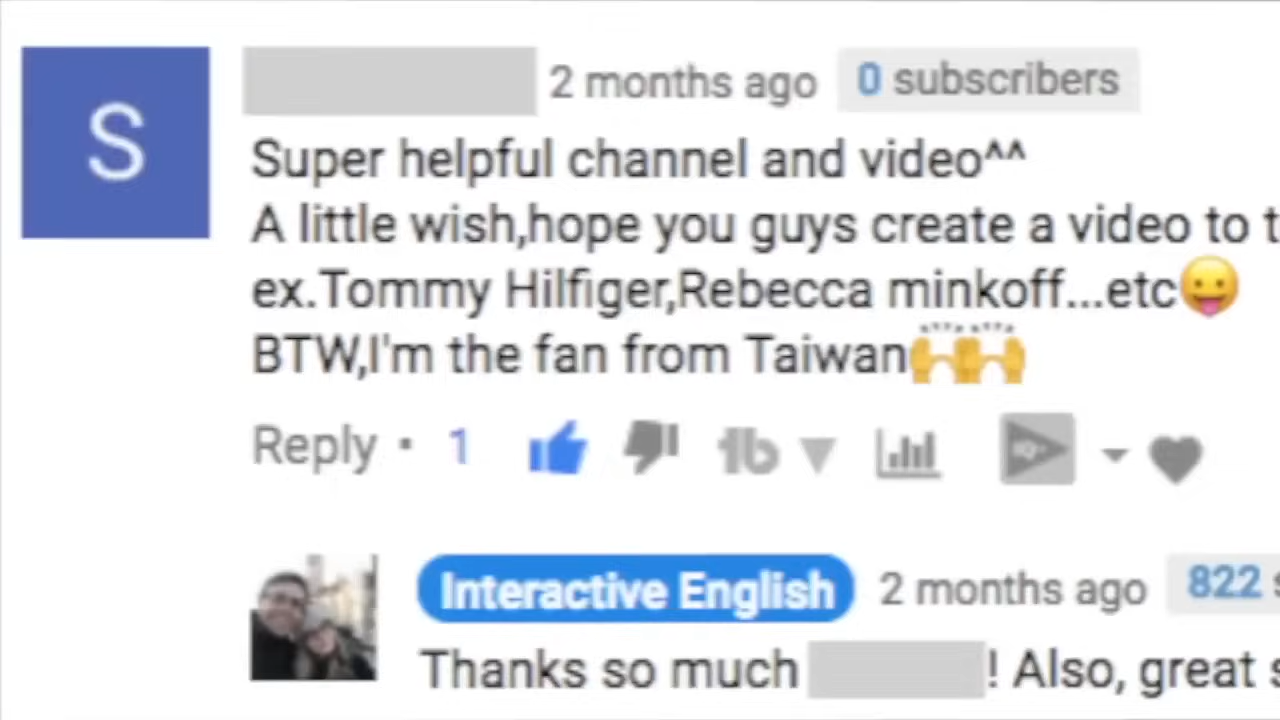 S
2 months ago 0 subscribers
Super helpful channel and video^^
A little wish,hope you guys create a video to t
ex.Tommy Hilfiger,Rebecca minkoff...etc😛
BTW,I'm the fan from Taiwan🙌🙌
Reply • 1
Interactive English 2 months ago 822 s
Thanks so much ! Also, great s